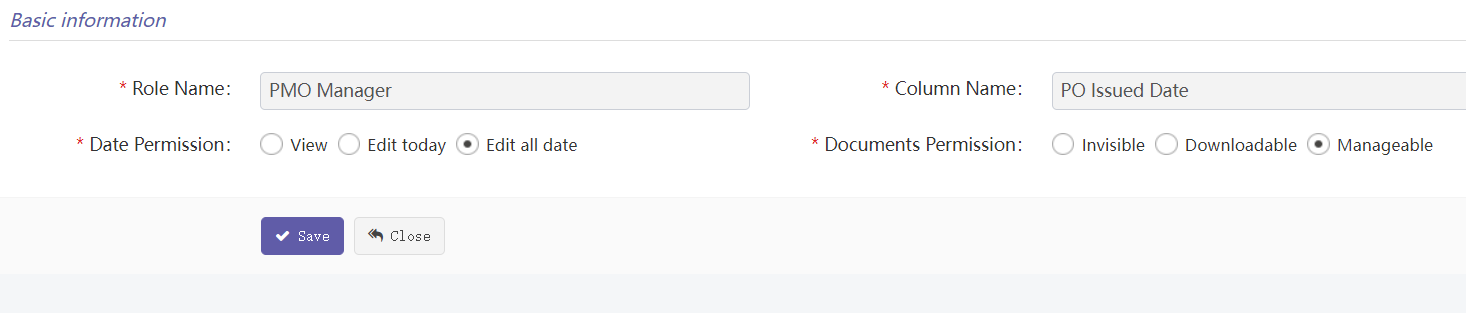 Basic information
* Role Name: PMO Manager * Column Name: PO Issued Date
* Date Permission: View Edit today Edit all date * Documents Permission: Invisible Downloadable Manageable
Save Close